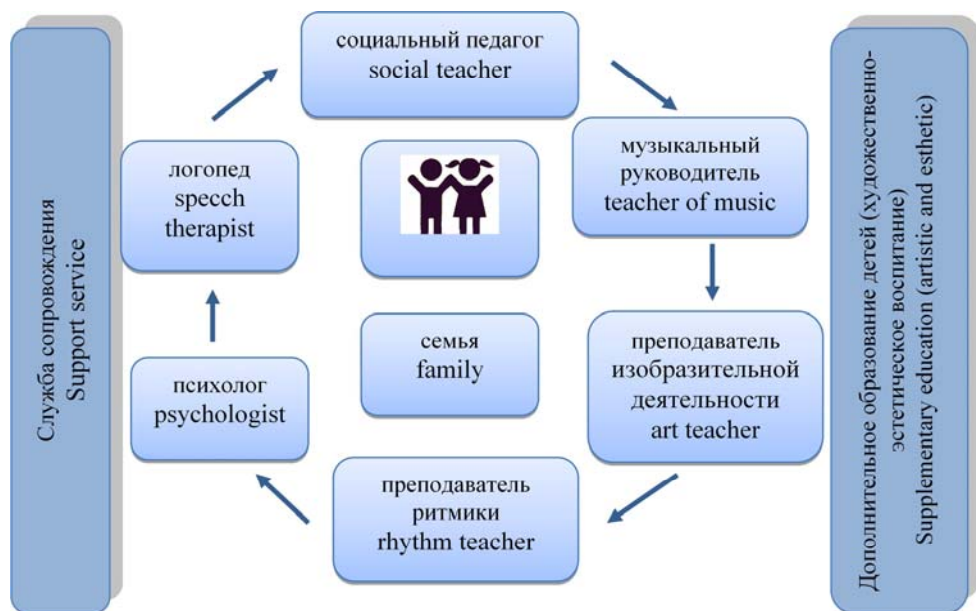 Служба сопровождения
Support service
социальный педагог
social teacher
логопед
specch
therapist
музыкальный
руководитель
teacher of music
семья
family
психолог
psychologist
преподаватель
изобразительной
деятельности
art teacher
преподаватель
ритмики
rhythm teacher
Дополнительное образование детей (художественно-
эстетическое воспитание)
Supplementary education (artistic and esthetic)